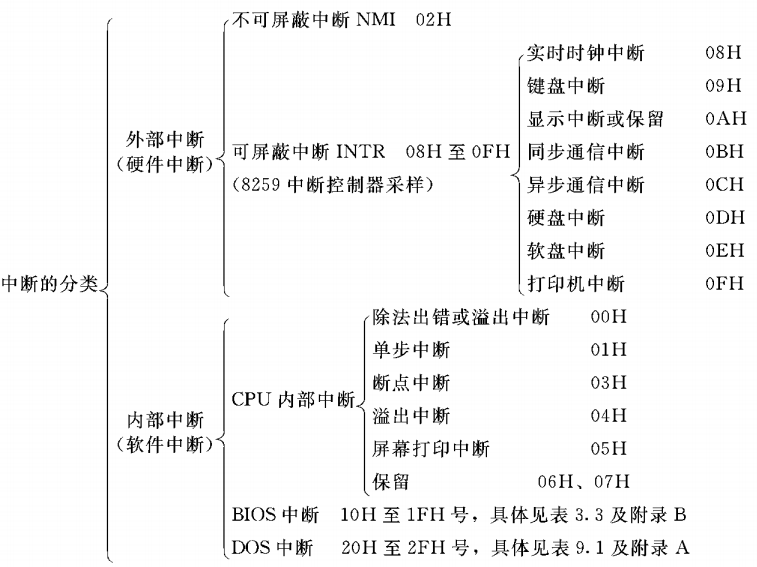 不可屏蔽中断 NMI 02H
实时时钟中断 08H
键盘中断 09H
显示中断或保留 0AH
外部中断
(硬件中断)
可屏蔽中断 INTR 08H 至 0FH
(8259 中断控制器采样)
同步通信中断 0BH
异步通信中断 0CH
硬盘中断 0DH
软盘中断 0EH
打印机中断 0FH
中断的分类
除法出错或溢出中断 00H
单步中断 01H
断点中断 03H
CPU 内部中断
内部中断
(软件中断)
溢出中断 04H
屏幕打印中断 05H
保留 06H、07H
BIOS 中断 10H 至 1FH 号，具体见表 3.3 及附录 B
DOS 中断 20H 至 2FH 号，具体见表 9.1 及附录 A